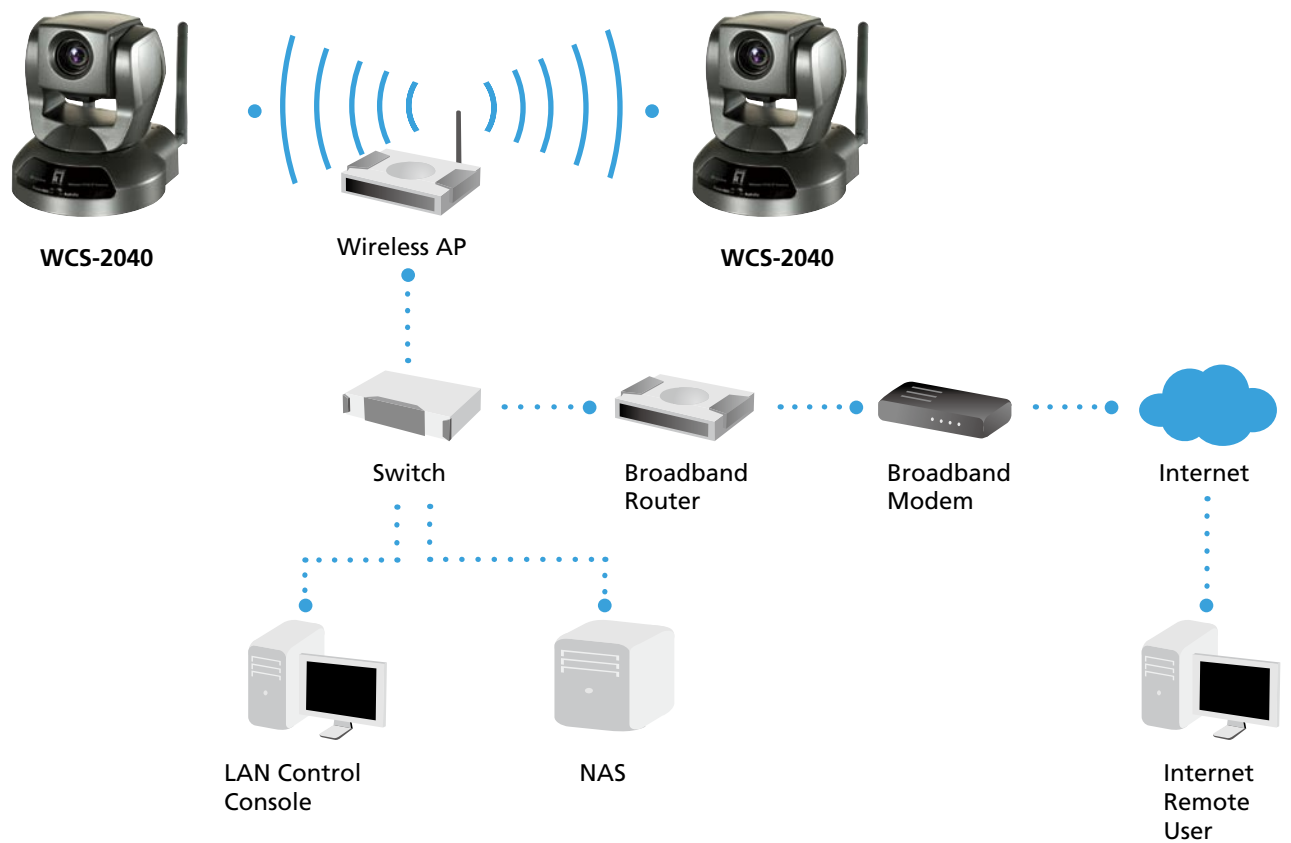 WCS-2040
Wireless AP
WCS-2040
Switch
Broadband
Router
Broadband
Modem
Internet
LAN Control
Console
NAS
Internet
Remote
User